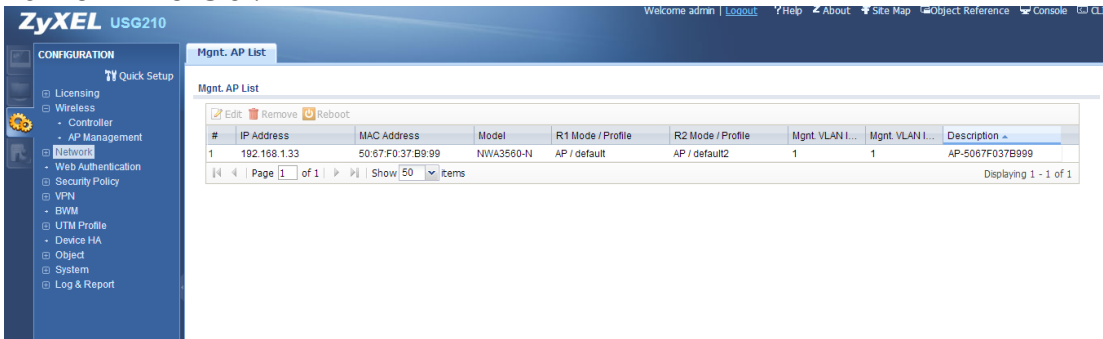 ZyXEL USG210
Welcome admin | Logout ?Help About Site Map Object Reference Console
CONFIGURATION
Quick Setup
Licensing
Wireless
Controller
AP Management
Network
Web Authentication
Security Policy
VPN
BWM
UTM Profile
Device HA
Object
System
Log & Report
Mgnt. AP List
Mgnt. AP List
Edit Remove Reboot
# IP Address MAC Address Model R1 Mode / Profile R2 Mode / Profile Mgnt. VLAN I... Mgnt. VLAN I... Description
1 192.168.1.33 50:67:F0:37:B9:99 NWA3560-N AP / default AP / default2 1 1 AP-5067F037B999
Page 1 of 1 Show 50 items Displaying 1 - 1 of 1